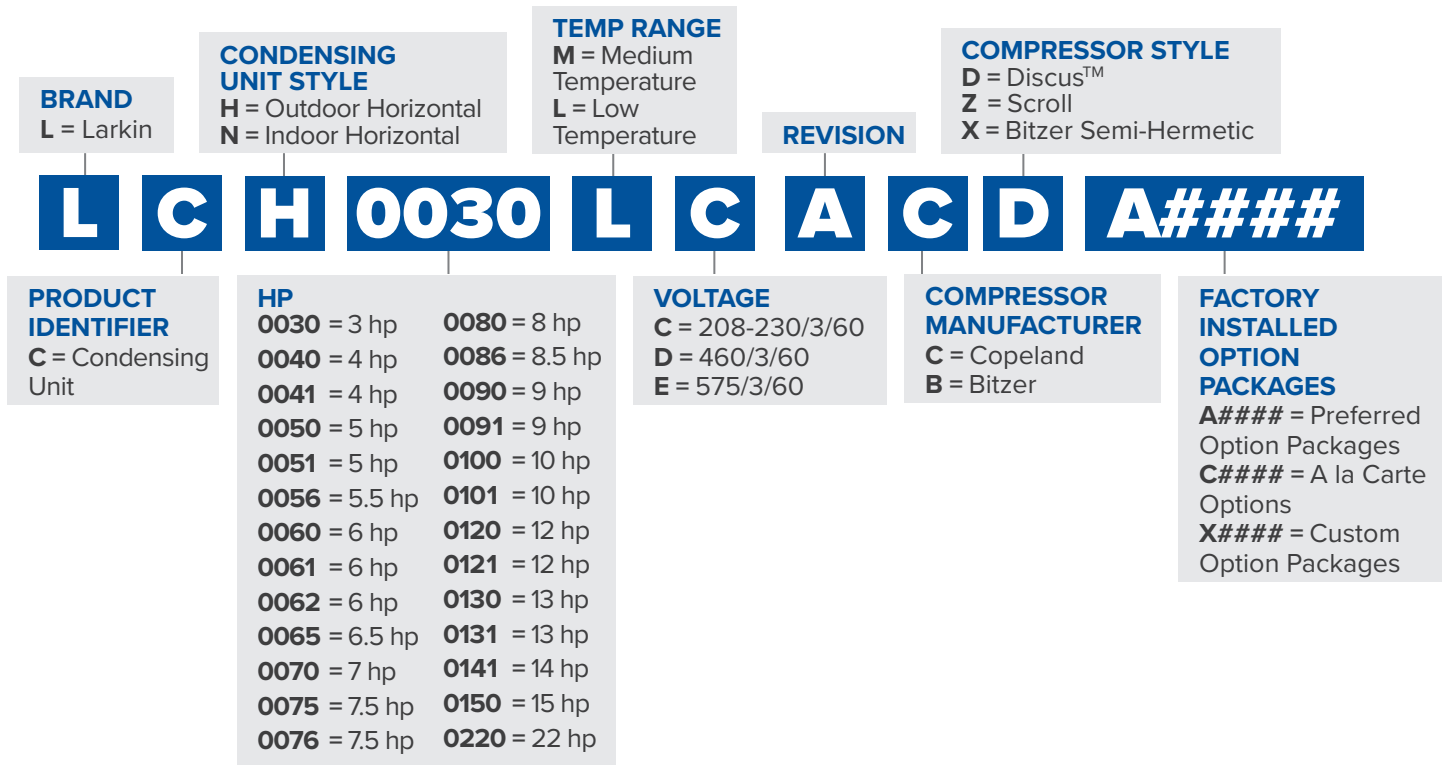 BRAND
L = Larkin
CONDENSING
UNIT STYLE
H = Outdoor Horizontal
N = Indoor Horizontal
TEMP RANGE
M = Medium
Temperature
L = Low
Temperature
REVISION
COMPRESSOR STYLE
D = Discus™
Z = Scroll
X = Bitzer Semi-Hermetic
L C H 0030 L C A C D A####
PRODUCT
IDENTIFIER
C = Condensing
Unit
HP
0030 = 3 hp
0040 = 4 hp
0041 = 4 hp
0050 = 5 hp
0051 = 5 hp
0056 = 5.5 hp
0060 = 6 hp
0061 = 6 hp
0062 = 6 hp
0065 = 6.5 hp
0070 = 7 hp
0075 = 7.5 hp
0076 = 7.5 hp
0080 = 8 hp
0086 = 8.5 hp
0090 = 9 hp
0091 = 9 hp
0100 = 10 hp
0101 = 10 hp
0120 = 12 hp
0121 = 12 hp
0130 = 13 hp
0131 = 13 hp
0141 = 14 hp
0150 = 15 hp
0220 = 22 hp
VOLTAGE
C = 208-230/3/60
D = 460/3/60
E = 575/3/60
COMPRESSOR
MANUFACTURER
C = Copeland
B = Bitzer
FACTORY
INSTALLED
OPTION
PACKAGES
A#### = Preferred
Option Packages
C#### = A la Carte
Options
X#### = Custom
Option Packages